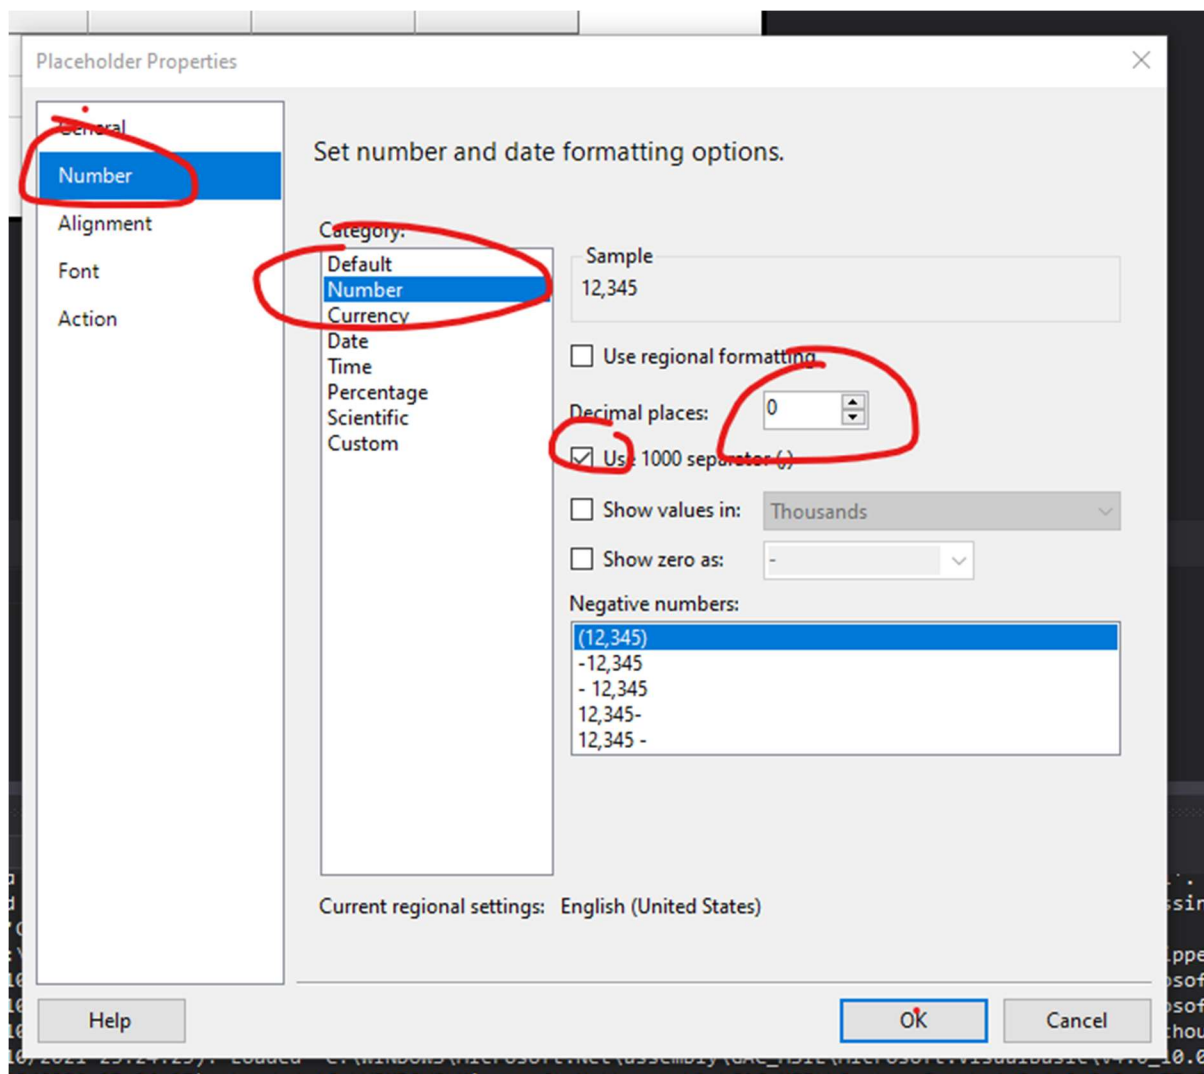 Placeholder Properties
General
Number
Alignment
Font
Action
Set number and date formatting options.
Category:
Default
Number
Currency
Date
Time
Percentage
Scientific
Custom
Sample
12,345
Use regional formatting
Decimal places:
0
Use 1000 separator (,)
Show values in:
Thousands
Show zero as:
-
Negative numbers:
(12,345)
-12,345
- 12,345
12,345-
12,345 -
Current regional settings: English (United States)
Help
OK
Cancel